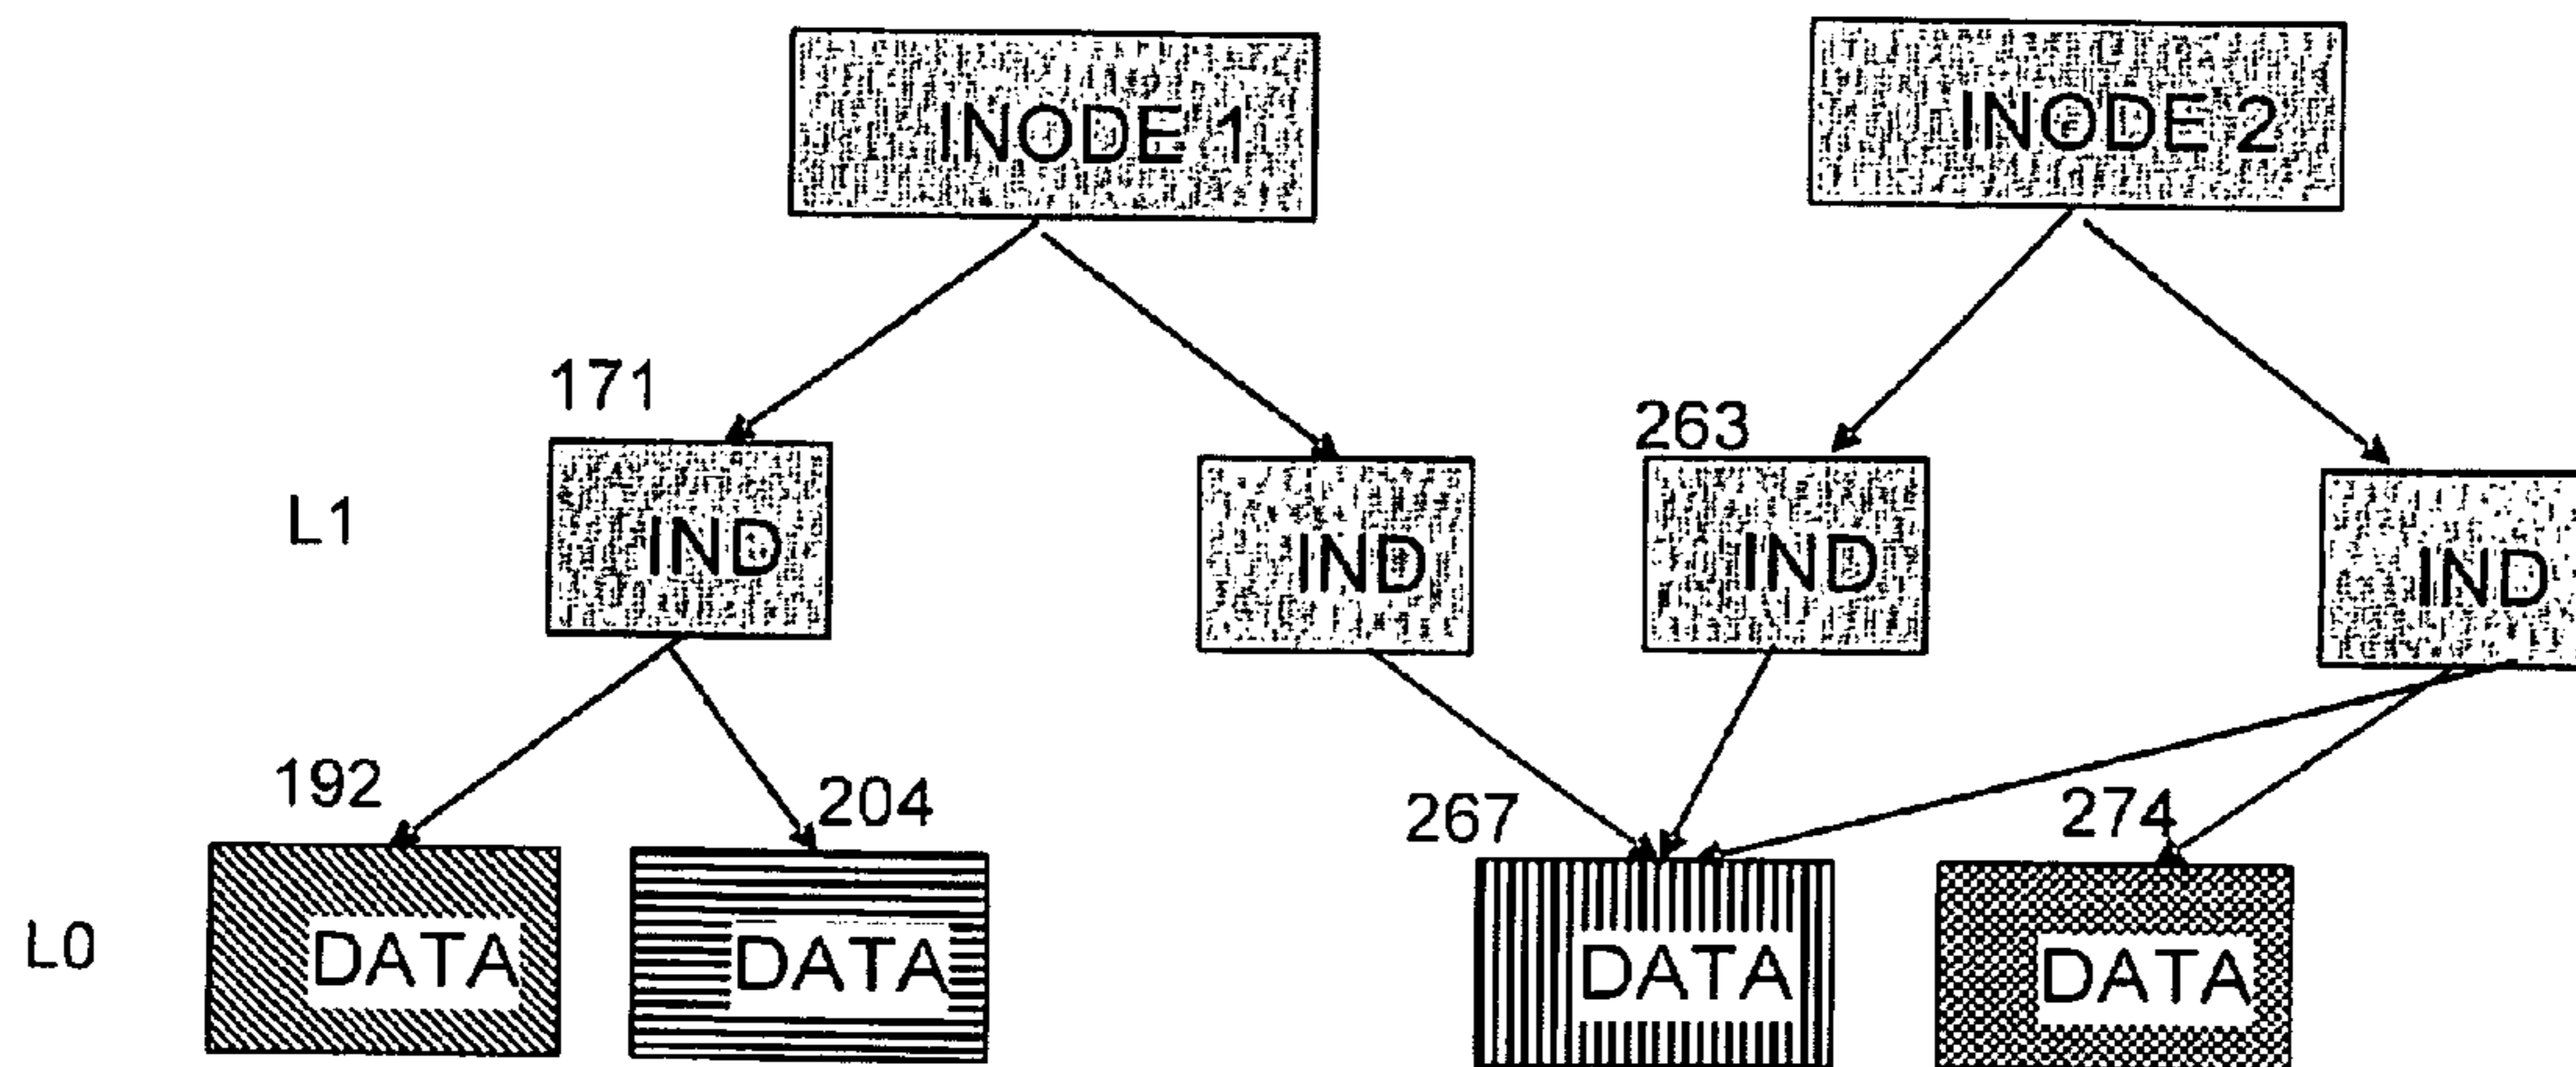 INODE 1
INODE 2
171
263
L1
IND
IND
IND
IND
192
204
267
274
L0
DATA
DATA
DATA
DATA